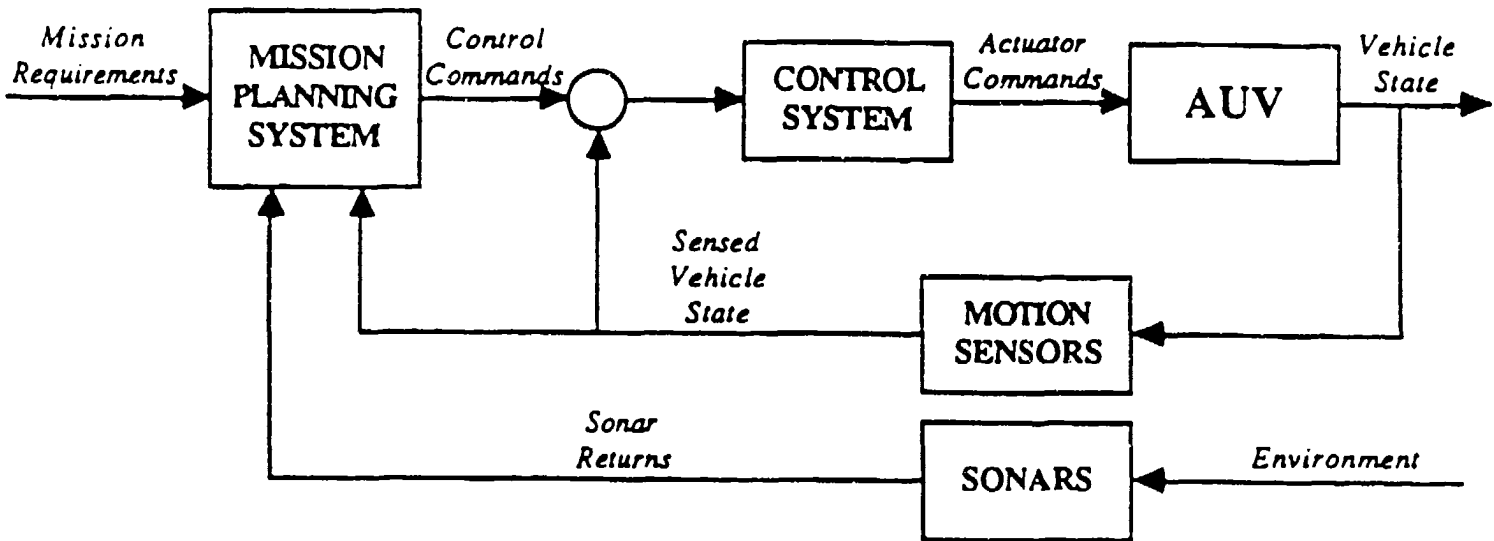 Mission
Requirements
MISSION
PLANNING
SYSTEM
Control
Commands
CONTROL
SYSTEM
Actuator
Commands
AUV
Vehicle
State
Sensed
Vehicle
State
MOTION
SENSORS
Sonar
Returns
SONARS
Environment